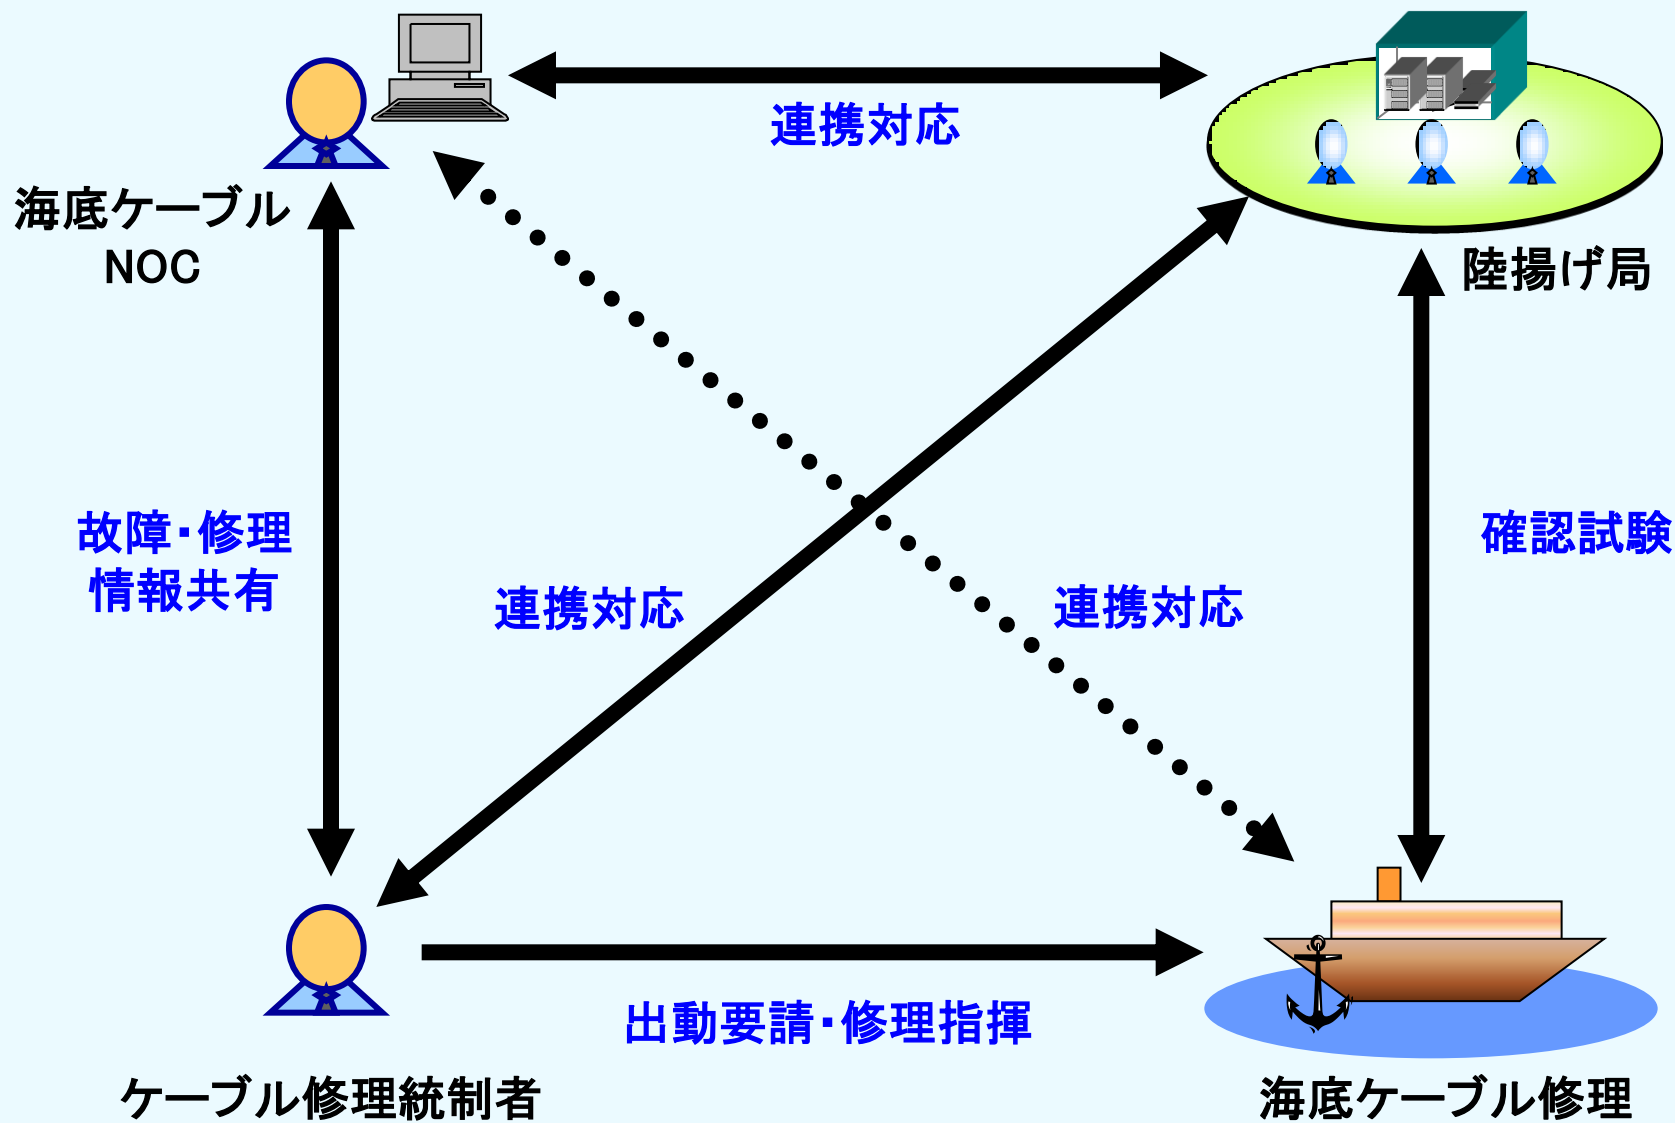 連携対応
海底ケーブル
NOC
陸揚げ局
故障・修理
情報共有
確認試験
連携対応
連携対応
出動要請・修理指揮
ケーブル修理統制者
海底ケーブル修理